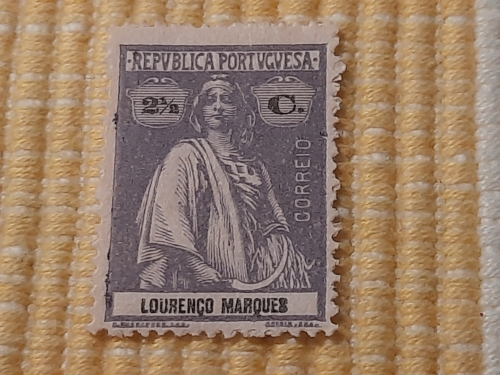 ·REPVBLICA PORTVGVESA·
2½ C.
CORREIO
LOURENÇO MARQUES